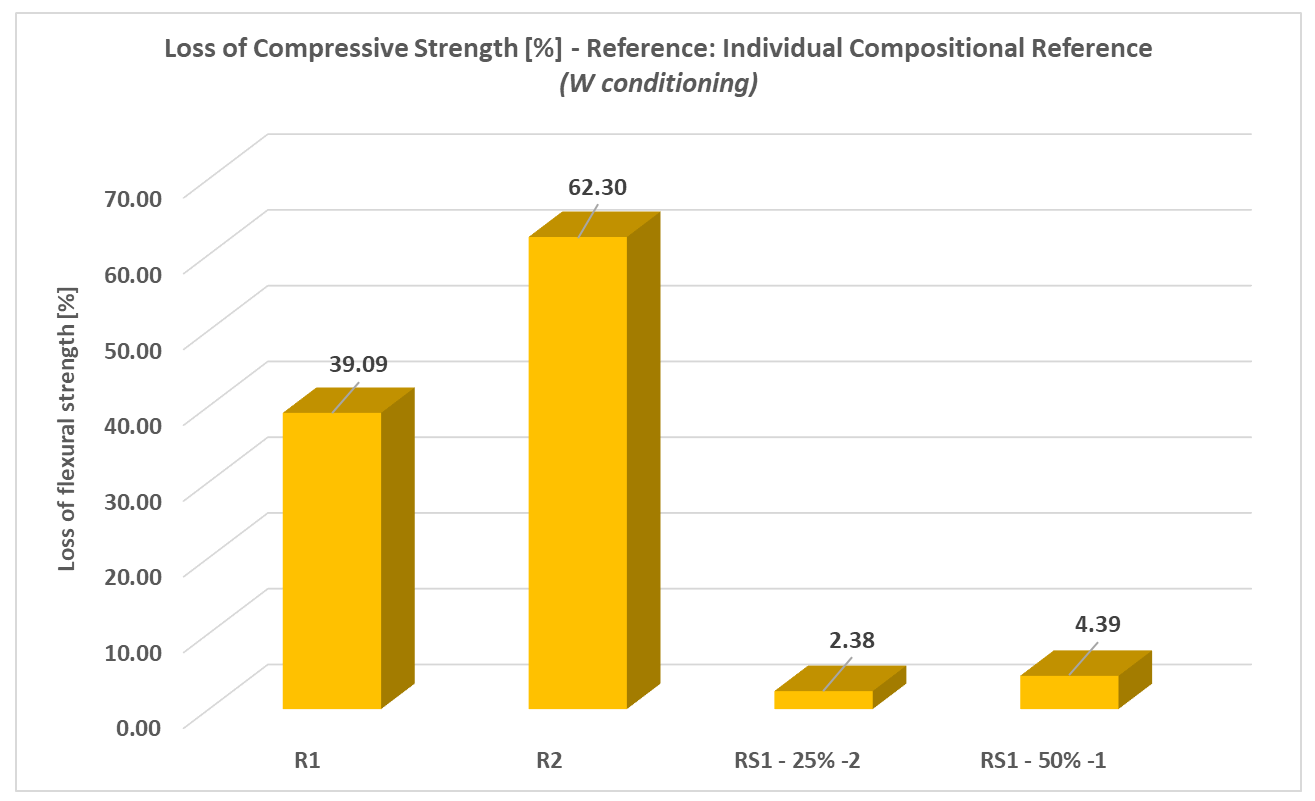 Loss of Compressive Strength [%] - Reference: Individual Compositional Reference
(W conditioning)
Loss of flexural strength [%]
70.00
60.00
50.00
40.00
30.00
20.00
10.00
0.00
39.09
62.30
2.38
4.39
R1
R2
RS1 - 25% -2
RS1 - 50% -1